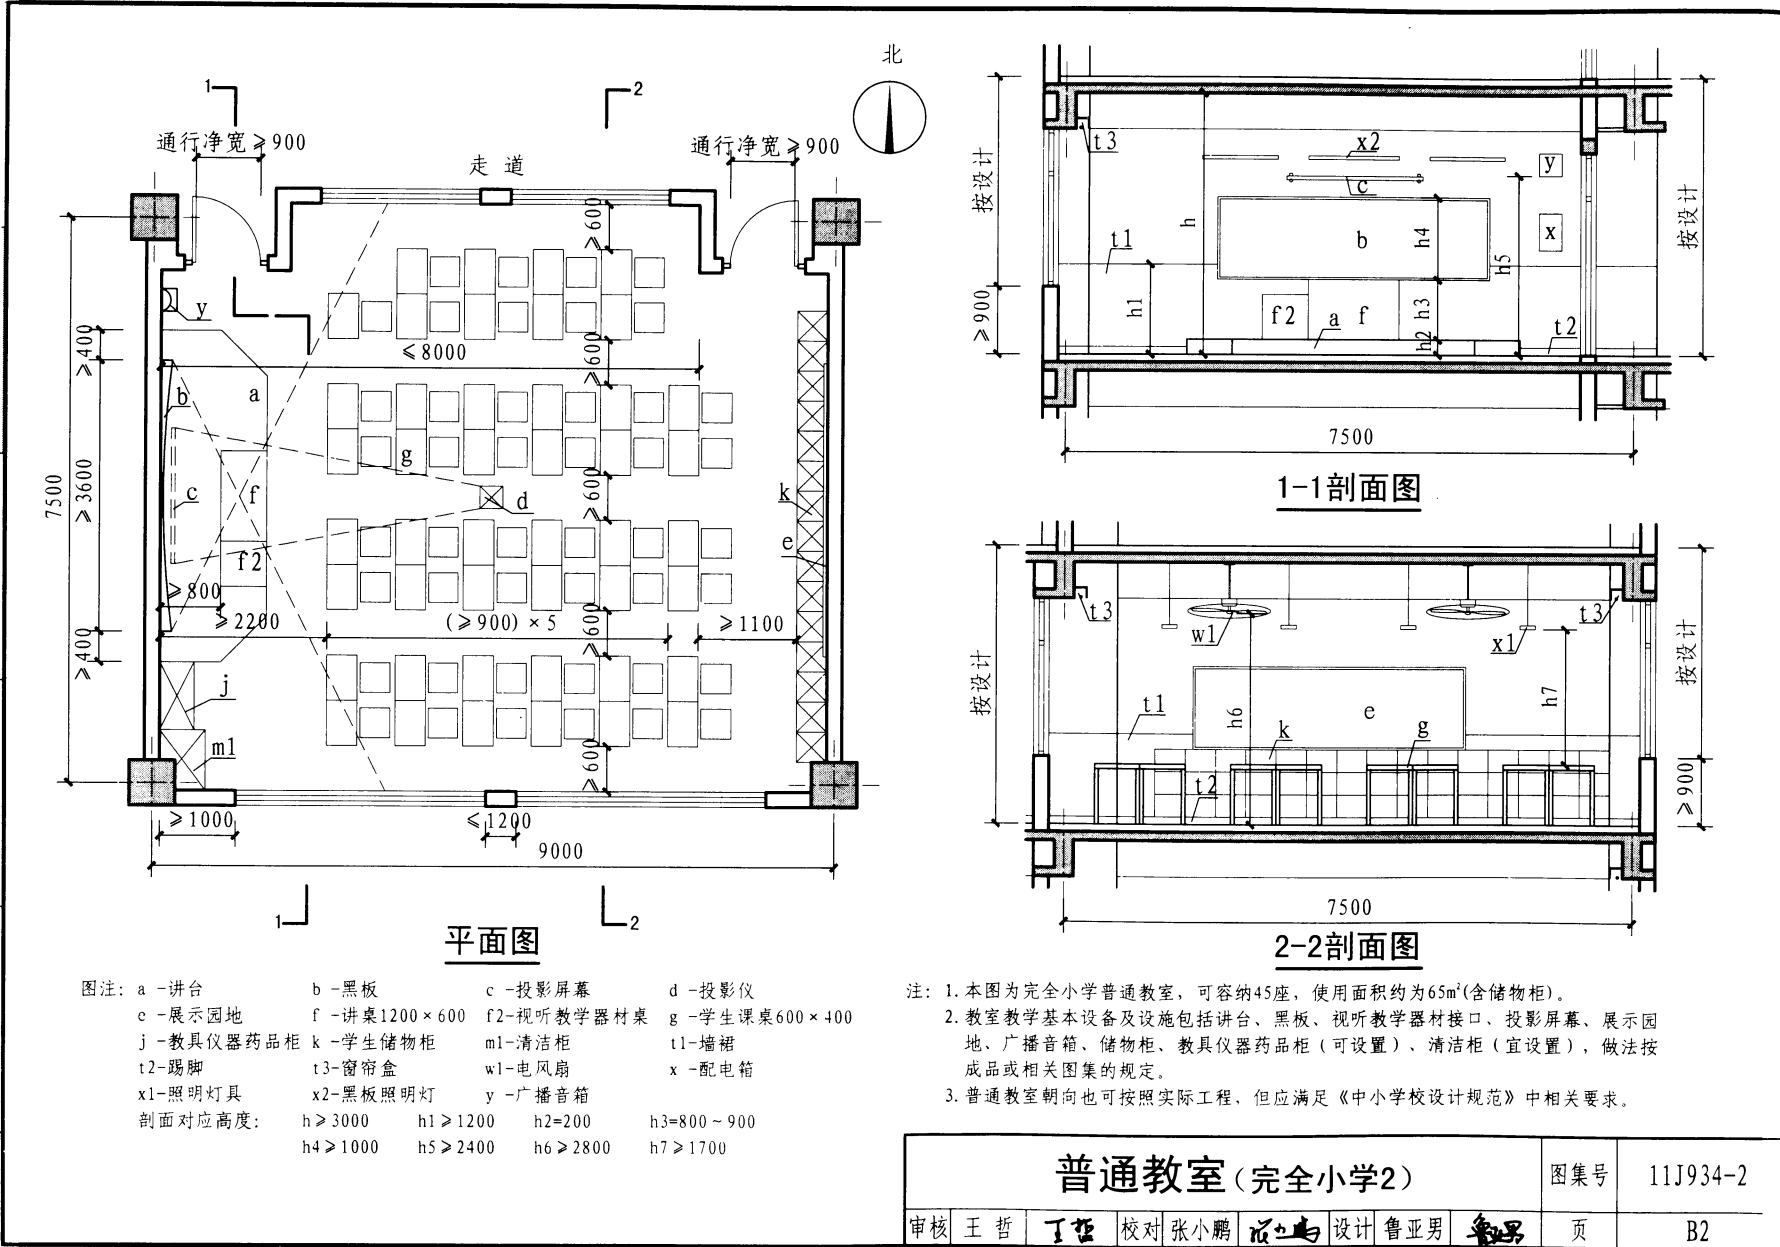 1
2
北
通行净宽≥900
走道
通行净宽≥900
≥600
y
≤8000
≥400
≥600
a
b
7500
≥3600
g
c
f
d
≥600
k
e
f2
≥800
≥2200
(≥900)×5
≥600
≥1100
≥400
j
m1
≥600
≥1000
≤1200
9000
1
2
平面图
t3
x2
y
c
按设计
h
t1
b
h4
h5
x
按设计
h1
≥900
f2
f
h3
a
h2
t2
7500
1-1剖面图
t3
w1
x1
t3
按设计
t1
h6
e
h7
按设计
k
g
t2
≥900
7500
2-2剖面图
图注: a -讲台 b -黑板 c -投影屏幕 d -投影仪
e -展示园地 f -讲桌1200×600 f2-视听教学器材桌 g -学生课桌600×400
j -教具仪器药品柜 k -学生储物柜 m1-清洁柜 t1-墙裙
t2-踢脚 t3-窗帘盒 w1-电风扇 x -配电箱
x1-照明灯具 x2-黑板照明灯 y -广播音箱
剖面对应高度: h≥3000 h1≥1200 h2=200 h3=800~900
h4≥1000 h5≥2400 h6≥2800 h7≥1700
注: 1. 本图为完全小学普通教室，可容纳45座，使用面积约为65m²(含储物柜)。
2. 教室教学基本设备及设施包括讲台、黑板、视听教学器材接口、投影屏幕、展示园
地、广播音箱、储物柜、教具仪器药品柜（可设置）、清洁柜（宜设置），做法按
成品或相关图集的规定。
3. 普通教室朝向也可按照实际工程，但应满足《中小学校设计规范》中相关要求。
普通教室(完全小学2)
图集号 11J934-2
审核 王哲 王哲 校对 张小鹏 设计 鲁亚男 鲁亚男 页 B2